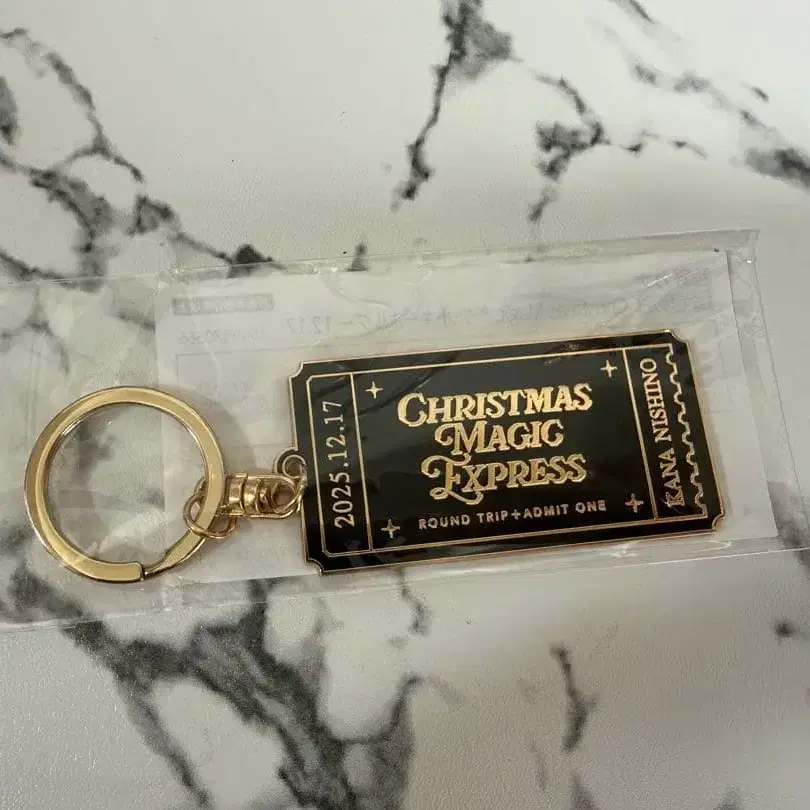 2025.12.17
CHRISTMAS
MAGIC
EXPRESS
ROUND TRIP+ADMIT ONE
KANA NISHINO